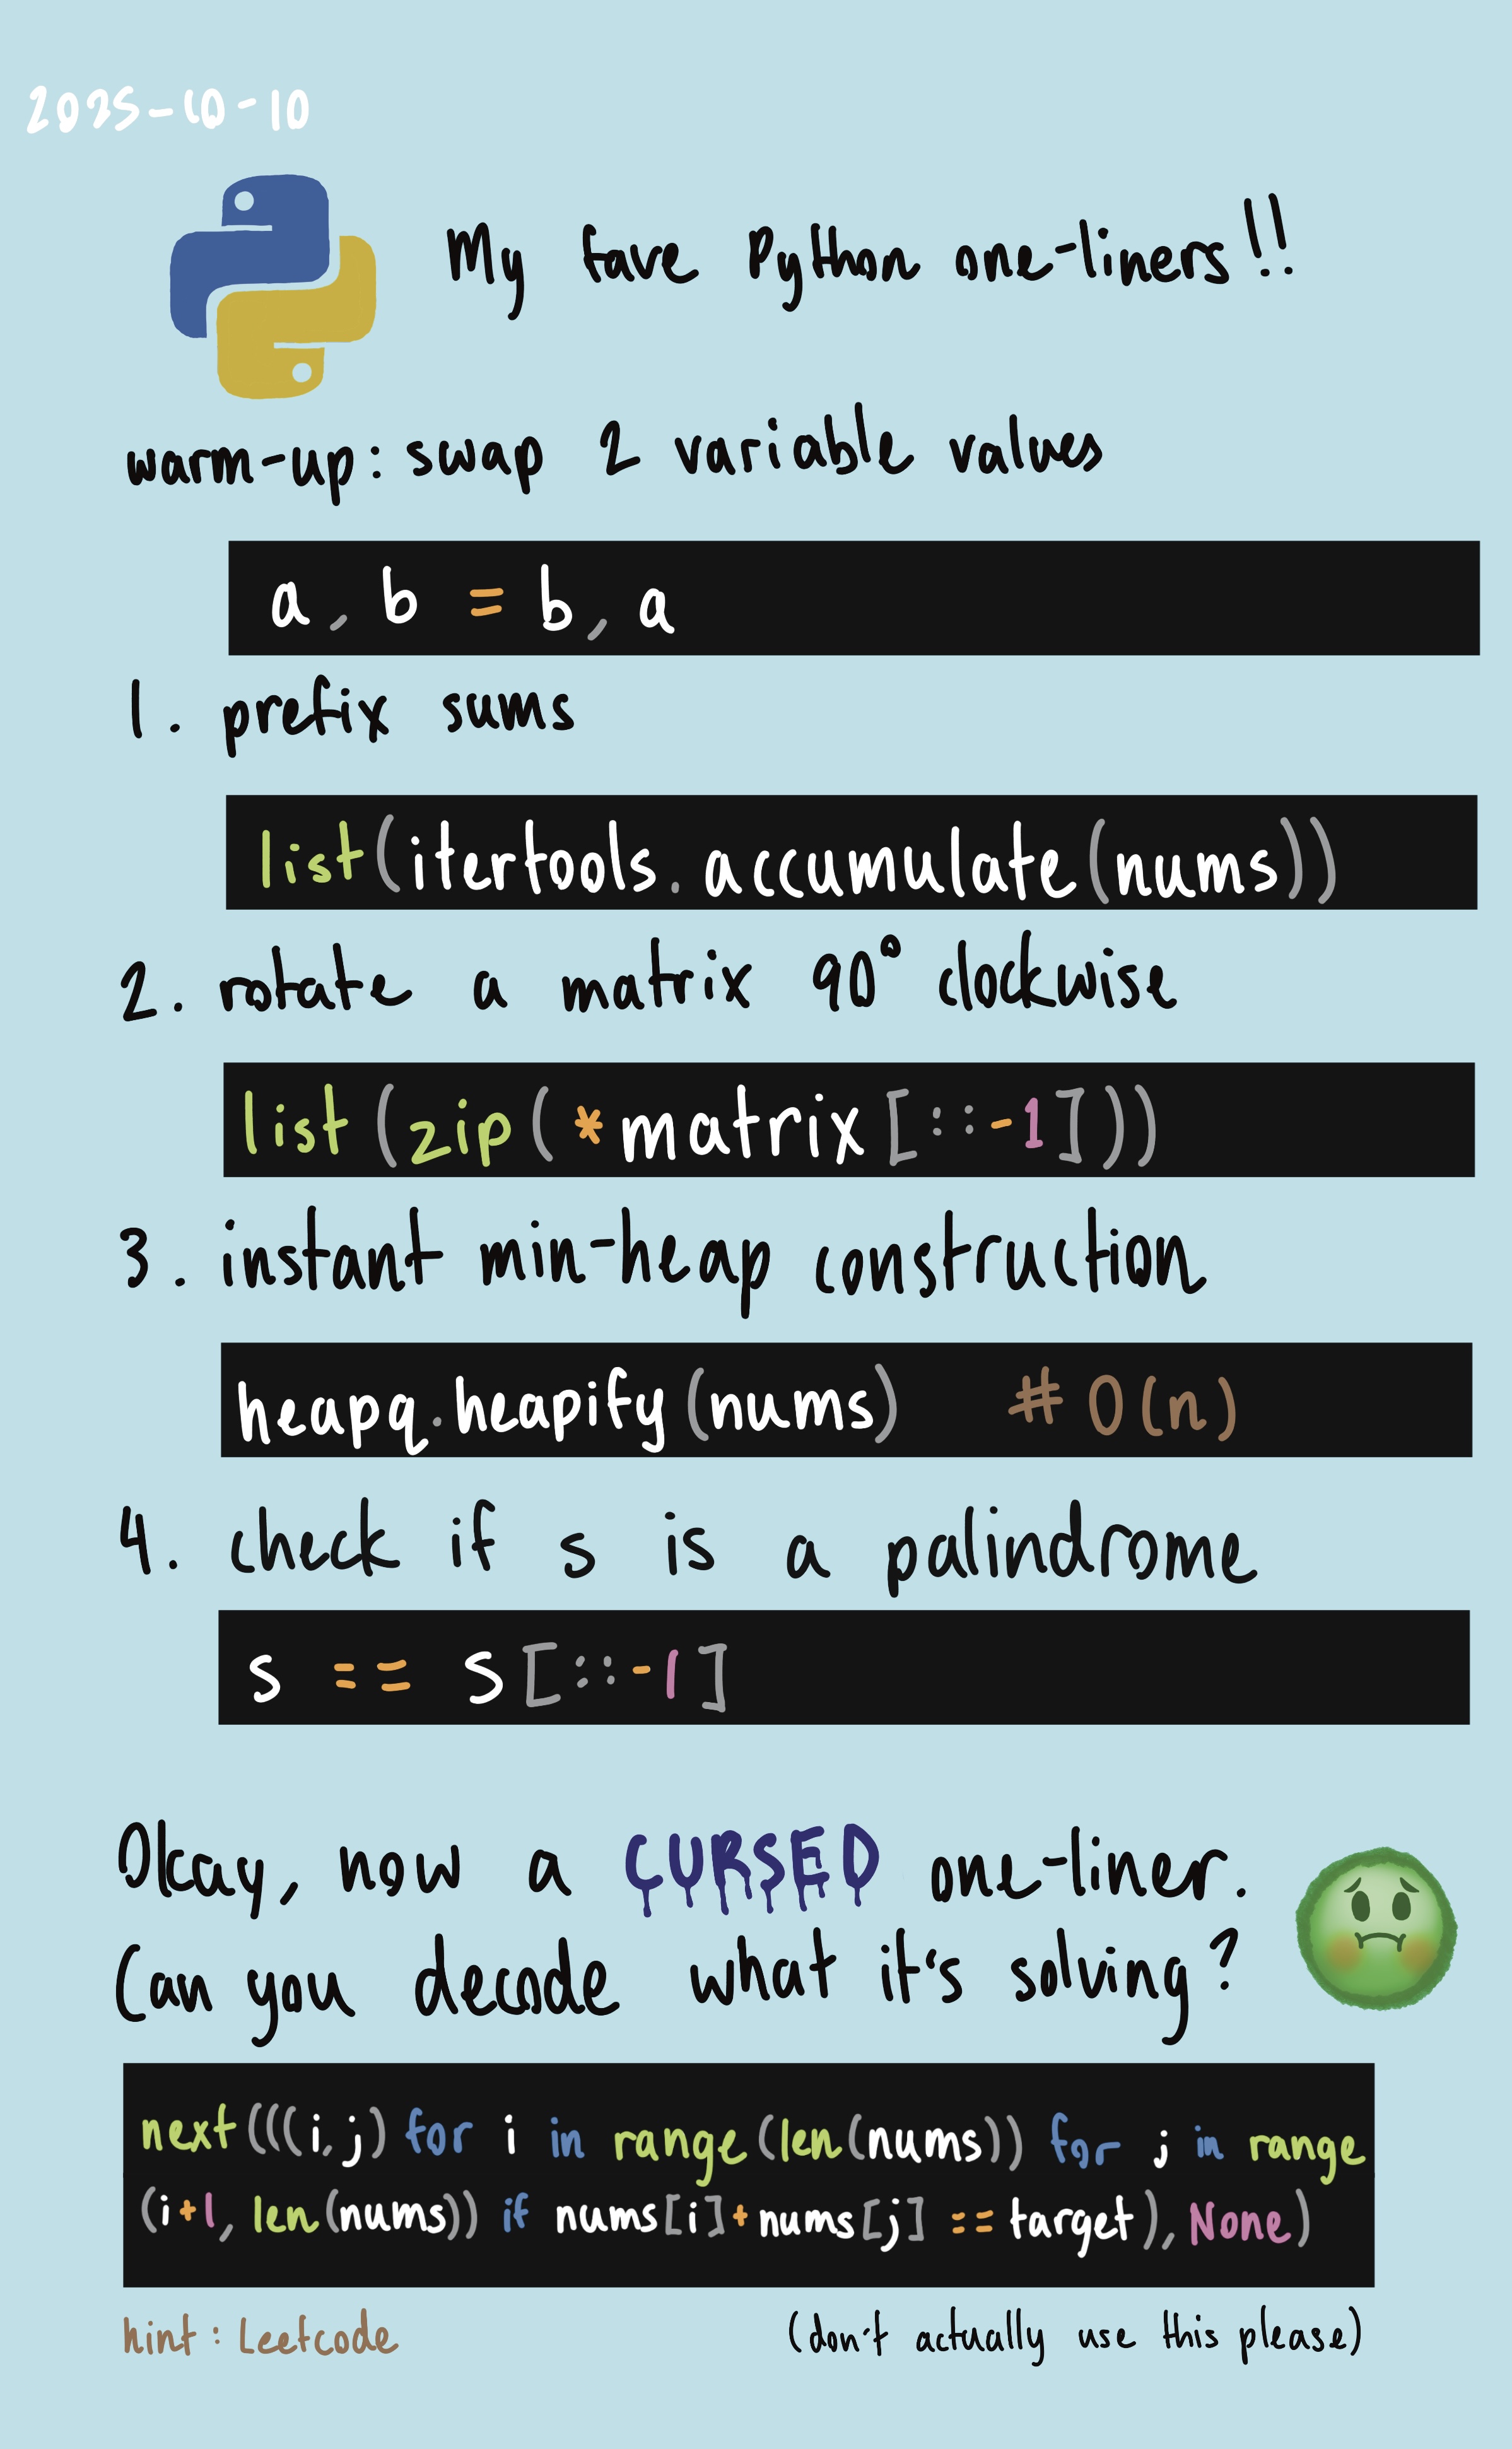 2025-10-10
My fave Python one-liners!!
warm-up: swap 2 variable values
a, b = b, a
1. prefix sums
list(itertools.accumulate(nums))
2. rotate a matrix 90° clockwise
list(zip(*matrix[::-1]))
3. instant min-heap construction
heapq.heapify(nums) # O(n)
4. check if s is a palindrome
s == s[::-1]
Okay, now a CURSED one-liner.
Can you decode what it's solving?
next(((i,j) for i in range(len(nums)) for j in range
(i+1, len(nums)) if nums[i]+nums[j] == target), None)
hint: Leetcode
(don't actually use this please)